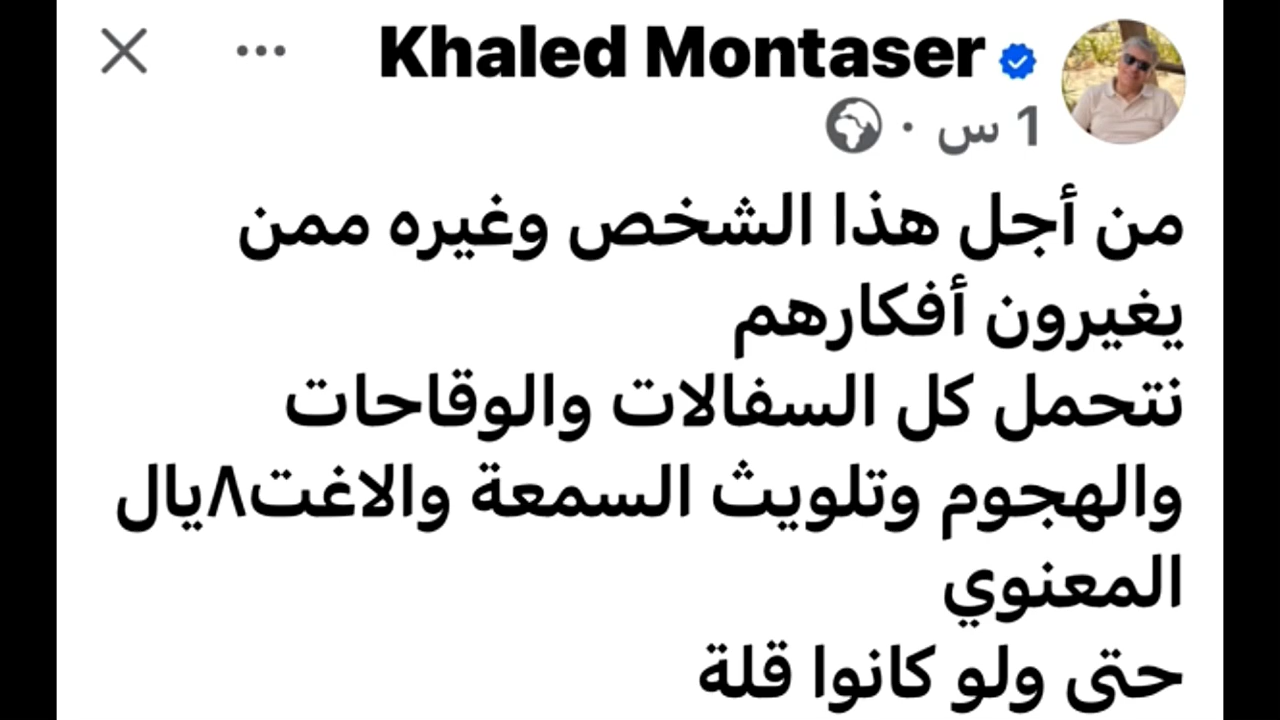 Khaled Montaser
1 س ·
من أجل هذا الشخص وغيره ممن
يغيرون أفكارهم
نتحمل كل السفالات والوقاحات
والهجوم وتلويث السمعة والاغت٨يال
المعنوي
حتى ولو كانوا قلة